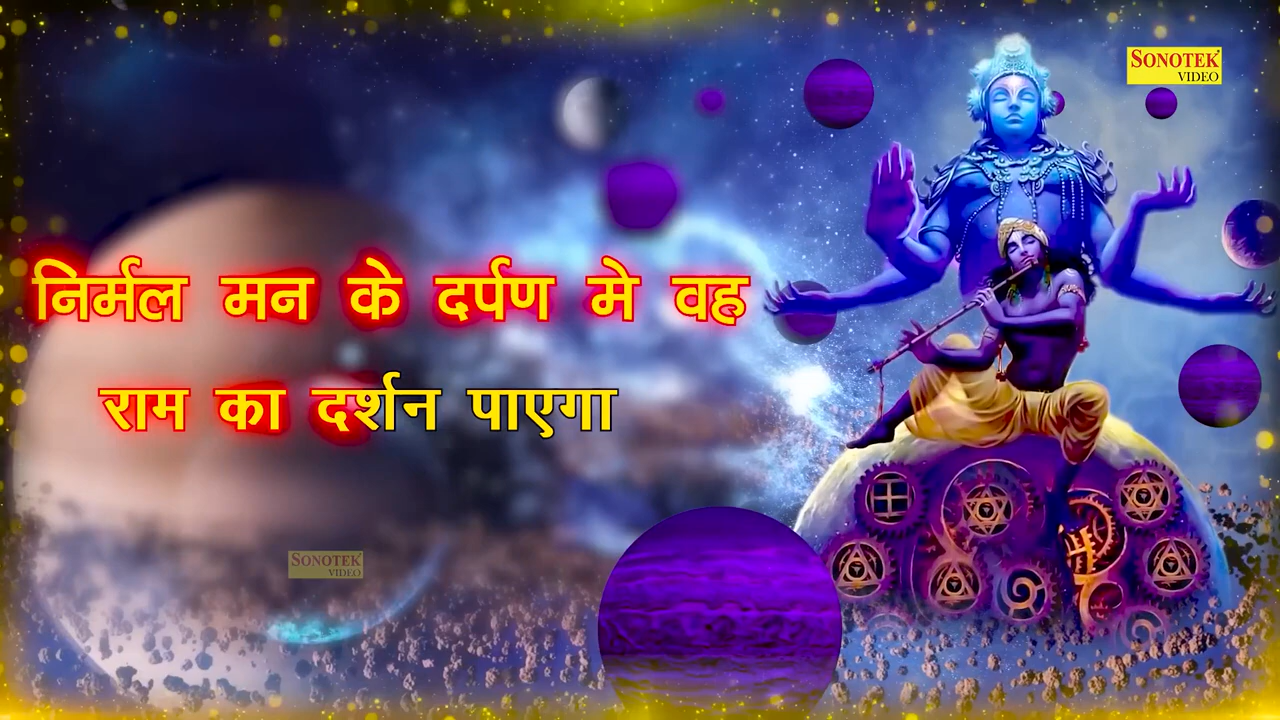 SONOTEK
VIDEO
निर्मल मन के दर्पण मे वह
राम का दर्शन पाएगा
SONOTEK
VIDEO